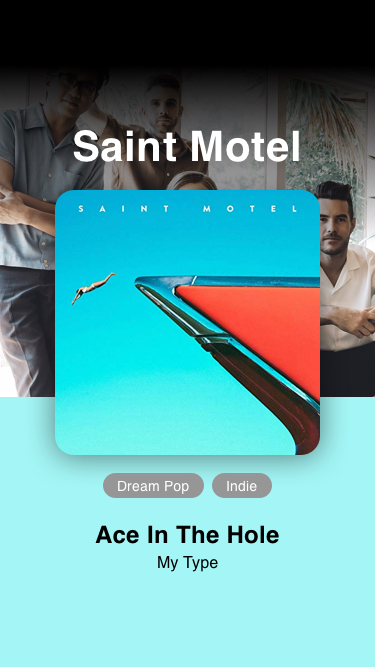 Saint Motel
SAINT MOTEL
Dream Pop
Indie
Ace In The Hole
My Type